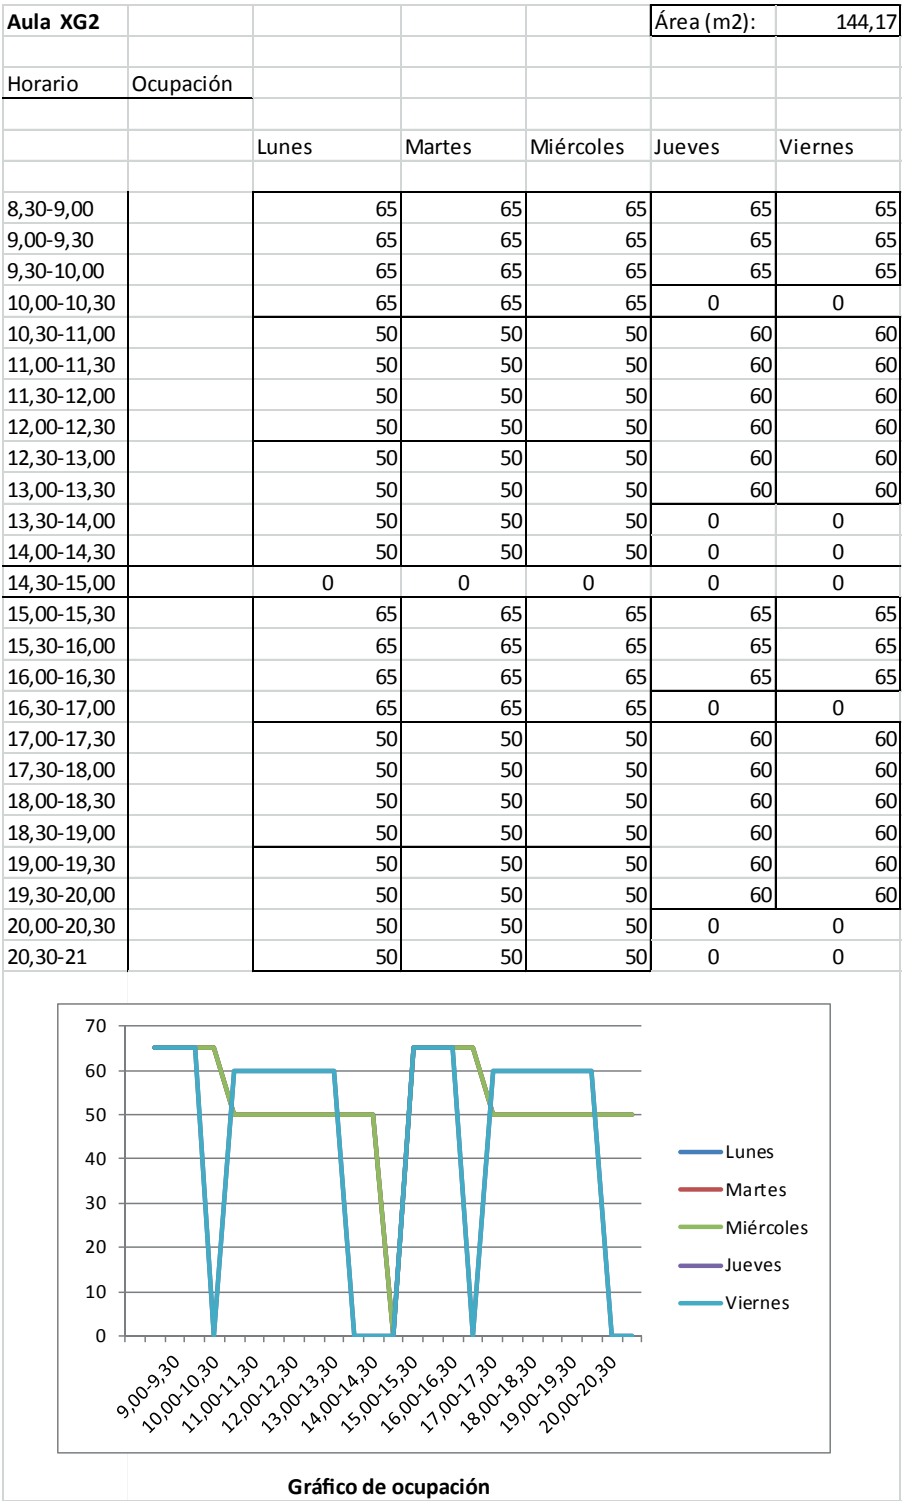 Aula XG2 Área (m2): 144,17
Horario Ocupación
Lunes Martes Miércoles Jueves Viernes
8,30-9,00 65 65 65 65 65
9,00-9,30 65 65 65 65 65
9,30-10,00 65 65 65 65 65
10,00-10,30 65 65 65 0 0
10,30-11,00 50 50 50 60 60
11,00-11,30 50 50 50 60 60
11,30-12,00 50 50 50 60 60
12,00-12,30 50 50 50 60 60
12,30-13,00 50 50 50 60 60
13,00-13,30 50 50 50 60 60
13,30-14,00 50 50 50 0 0
14,00-14,30 50 50 50 0 0
14,30-15,00 0 0 0 0 0
15,00-15,30 65 65 65 65 65
15,30-16,00 65 65 65 65 65
16,00-16,30 65 65 65 65 65
16,30-17,00 65 65 65 0 0
17,00-17,30 50 50 50 60 60
17,30-18,00 50 50 50 60 60
18,00-18,30 50 50 50 60 60
18,30-19,00 50 50 50 60 60
19,00-19,30 50 50 50 60 60
19,30-20,00 50 50 50 60 60
20,00-20,30 50 50 50 0 0
20,30-21 50 50 50 0 0
70
60
50
40
30
20
10
0
9,00-9,30
10,00-10,30
11,00-11,30
12,00-12,30
13,00-13,30
14,00-14,30
15,00-15,30
16,00-16,30
17,00-17,30
18,00-18,30
19,00-19,30
20,00-20,30
Lunes
Martes
Miércoles
Jueves
Viernes
Gráfico de ocupación